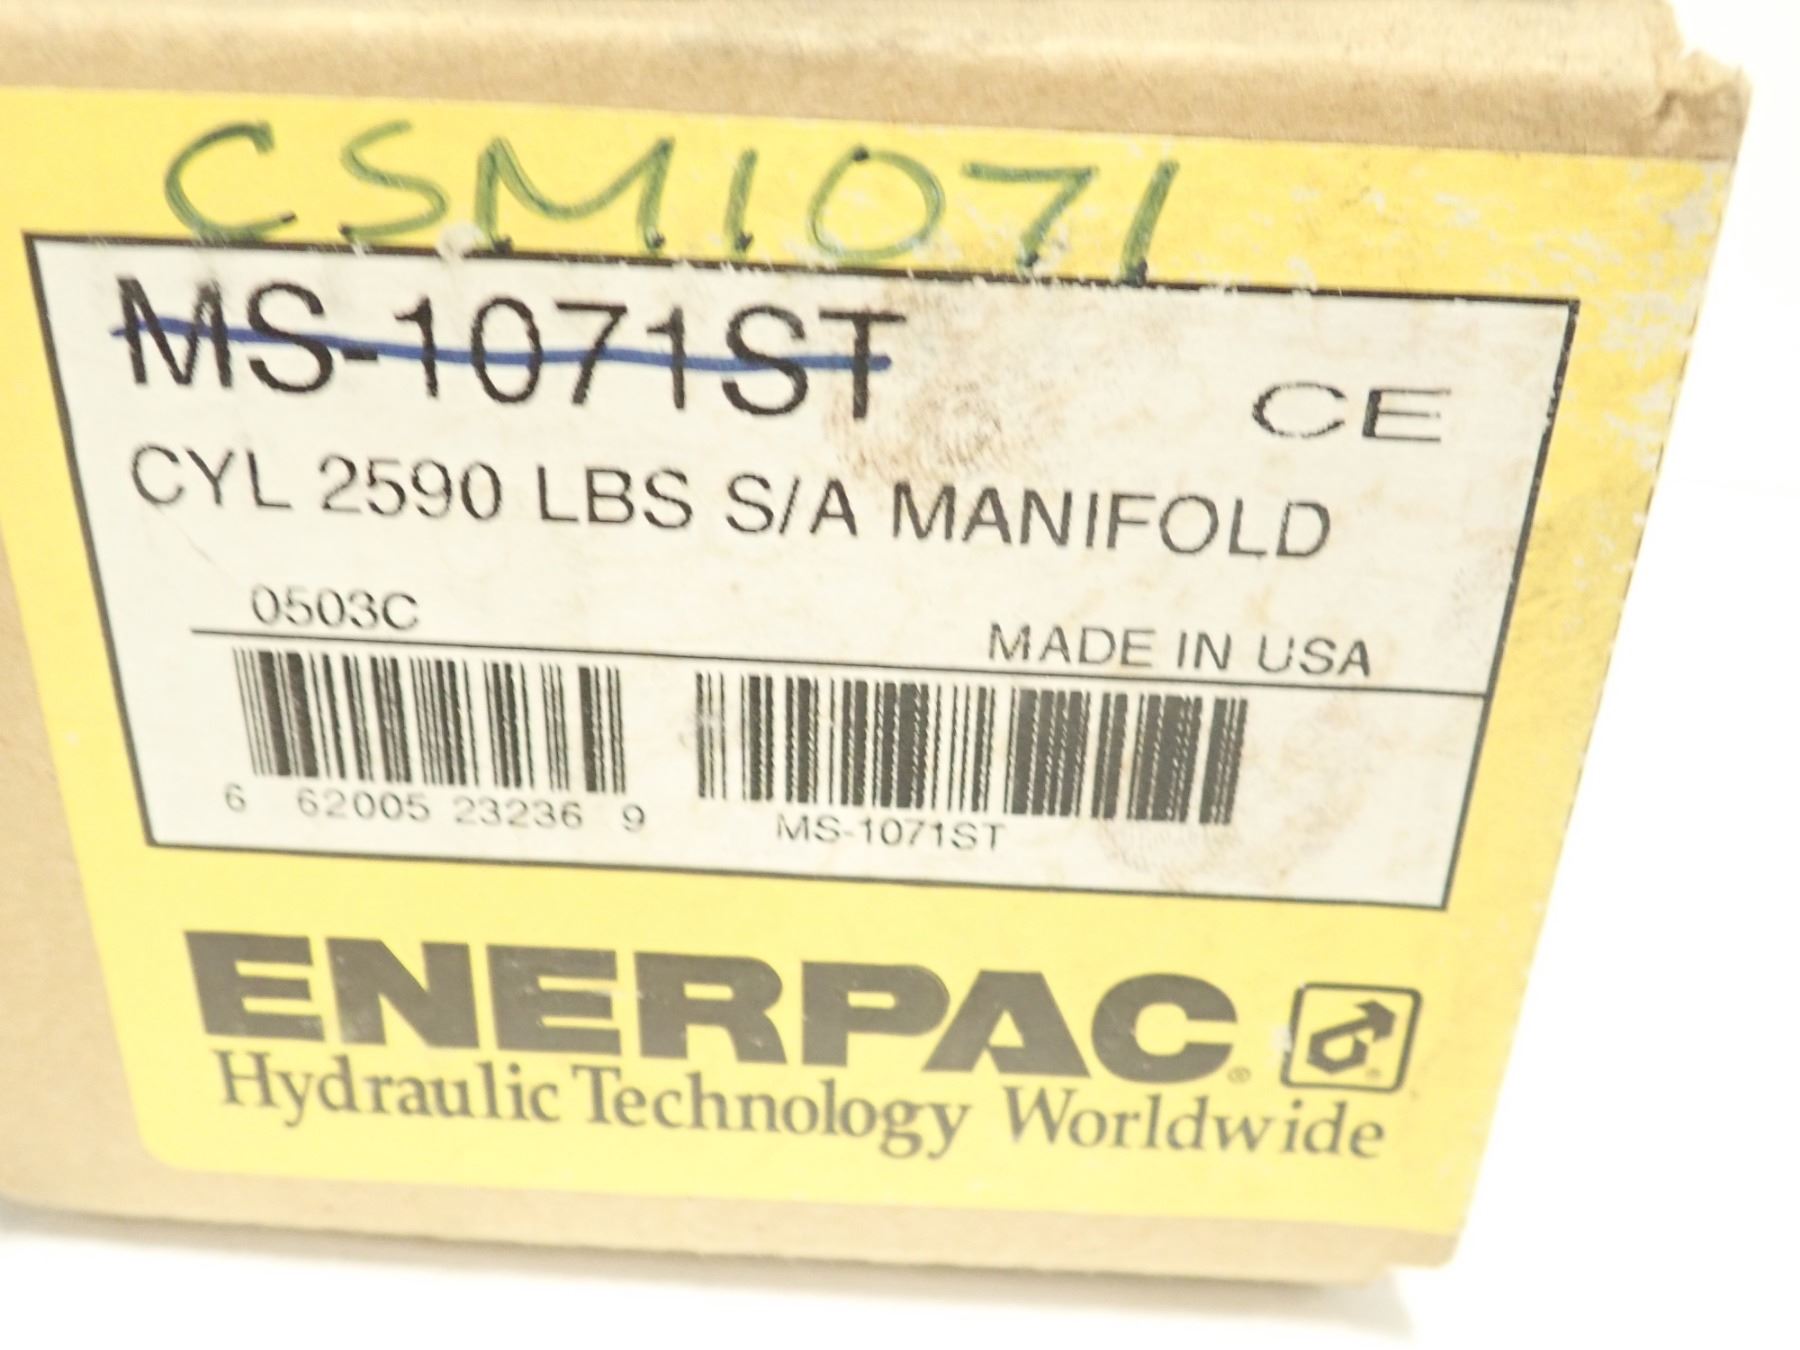 CSM1071
MS-1071ST
CE
CYL 2590 LBS S/A MANIFOLD
0503C
MADE IN USA
6 62005 23236 9
MS-1071ST
ENERPAC®
Hydraulic Technology Worldwide